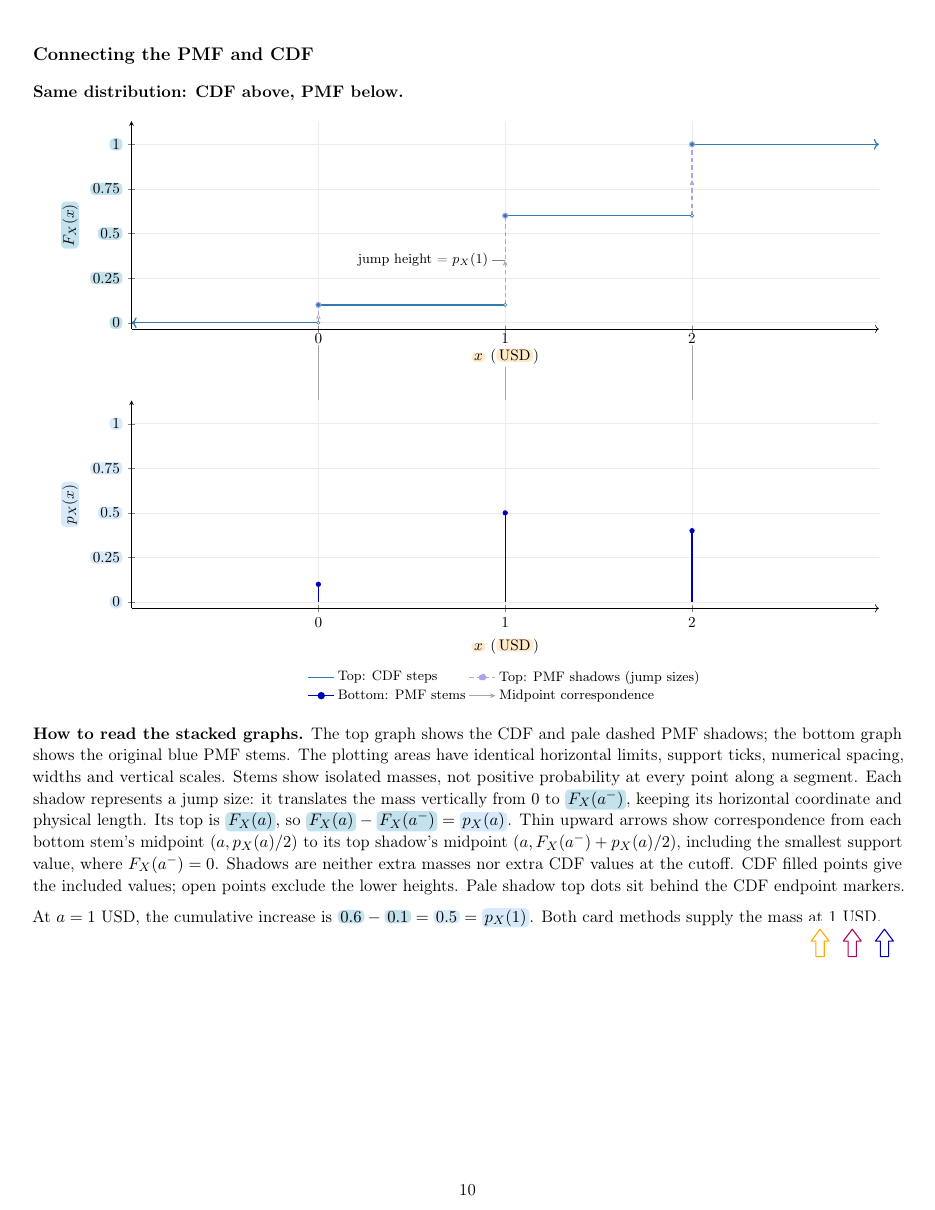 Connecting the PMF and CDF
Same distribution: CDF above, PMF below.
1
0.75
0.5
0.25
0
F_X(x)
jump height = p_X(1)
0 1 2
x (USD)
1
0.75
0.5
0.25
0
p_X(x)
0 1 2
x (USD)
Top: CDF steps Top: PMF shadows (jump sizes)
Bottom: PMF stems Midpoint correspondence
How to read the stacked graphs. The top graph shows the CDF and pale dashed PMF shadows; the bottom graph
shows the original blue PMF stems. The plotting areas have identical horizontal limits, support ticks, numerical spacing,
widths and vertical scales. Stems show isolated masses, not positive probability at every point along a segment. Each
shadow represents a jump size: it translates the mass vertically from 0 to F_X(a⁻), keeping its horizontal coordinate and
physical length. Its top is F_X(a), so F_X(a) − F_X(a⁻) = p_X(a). Thin upward arrows show correspondence from each
bottom stem's midpoint (a, p_X(a)/2) to its top shadow's midpoint (a, F_X(a⁻) + p_X(a)/2), including the smallest support
value, where F_X(a⁻) = 0. Shadows are neither extra masses nor extra CDF values at the cutoff. CDF filled points give
the included values; open points exclude the lower heights. Pale shadow top dots sit behind the CDF endpoint markers.
At a = 1 USD, the cumulative increase is 0.6 − 0.1 = 0.5 = p_X(1). Both card methods supply the mass at 1 USD.
10